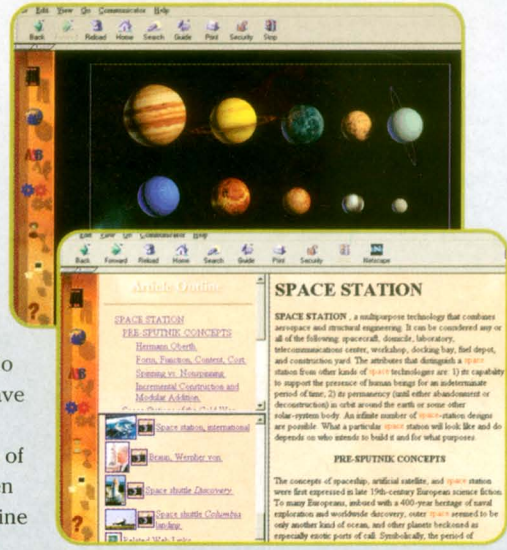 Edit View Go Communicator Help
Back Reload Home Search Guide Print Security Stop
Edit View Go Communicator Help
Back Forward Reload Home Search Guide Print Security Netscape
Article Outline
SPACE STATION
PRE-SPUTNIK CONCEPTS
Hermann Oberth.
Form, Function, Content, Cost.
Spinning vs. Nonspinning.
Incremental Construction and
Modular Adaptation.
Space station, international
Braun, Wernher von.
Space shuttle Discovery.
Space shuttle Columbia
landing.
Related Web Links
SPACE STATION
SPACE STATION , a multipurpose technology that combines
aerospace and structural engineering. It can be considered any or
all of the following: spacecraft, domicile, laboratory,
telecommunications center, workshop, docking bay, fuel depot,
and construction yard. The attributes that distinguish a space
station from other kinds of space technologies are: 1) its capability
to support the presence of human beings for an indeterminate
period of time; 2) its permanency (until either abandonment or
deconstruction) in orbit around the earth or some other
solar-system body. An infinite number of space-station designs
are possible. What a particular space station will look like and do
depends on who intends to build it and for what purposes.
PRE-SPUTNIK CONCEPTS
The concepts of spaceship, artificial satellite, and space station
were first expressed in late 19th-century European science fiction.
To many Europeans, imbued with a 400-year heritage of naval
exploration and worldwide discovery, outer space seemed to be
only another kind of ocean, and other planets beckoned as
especially exotic ports of call. Symbolically, the period of
o
ave
of
en
ine